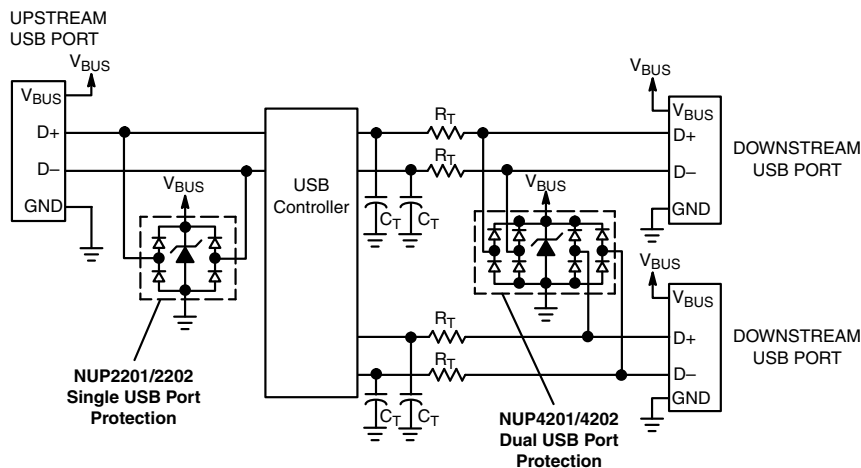 UPSTREAM
USB PORT
VBUS
VBUS
D+
D−
GND
VBUS
NUP2201/2202
Single USB Port
Protection
USB
Controller
RT
RT
CT
CT
VBUS
VBUS
VBUS
D+
D−
GND
DOWNSTREAM
USB PORT
VBUS
VBUS
D+
D−
GND
DOWNSTREAM
USB PORT
RT
RT
CT
CT
NUP4201/4202
Dual USB Port
Protection